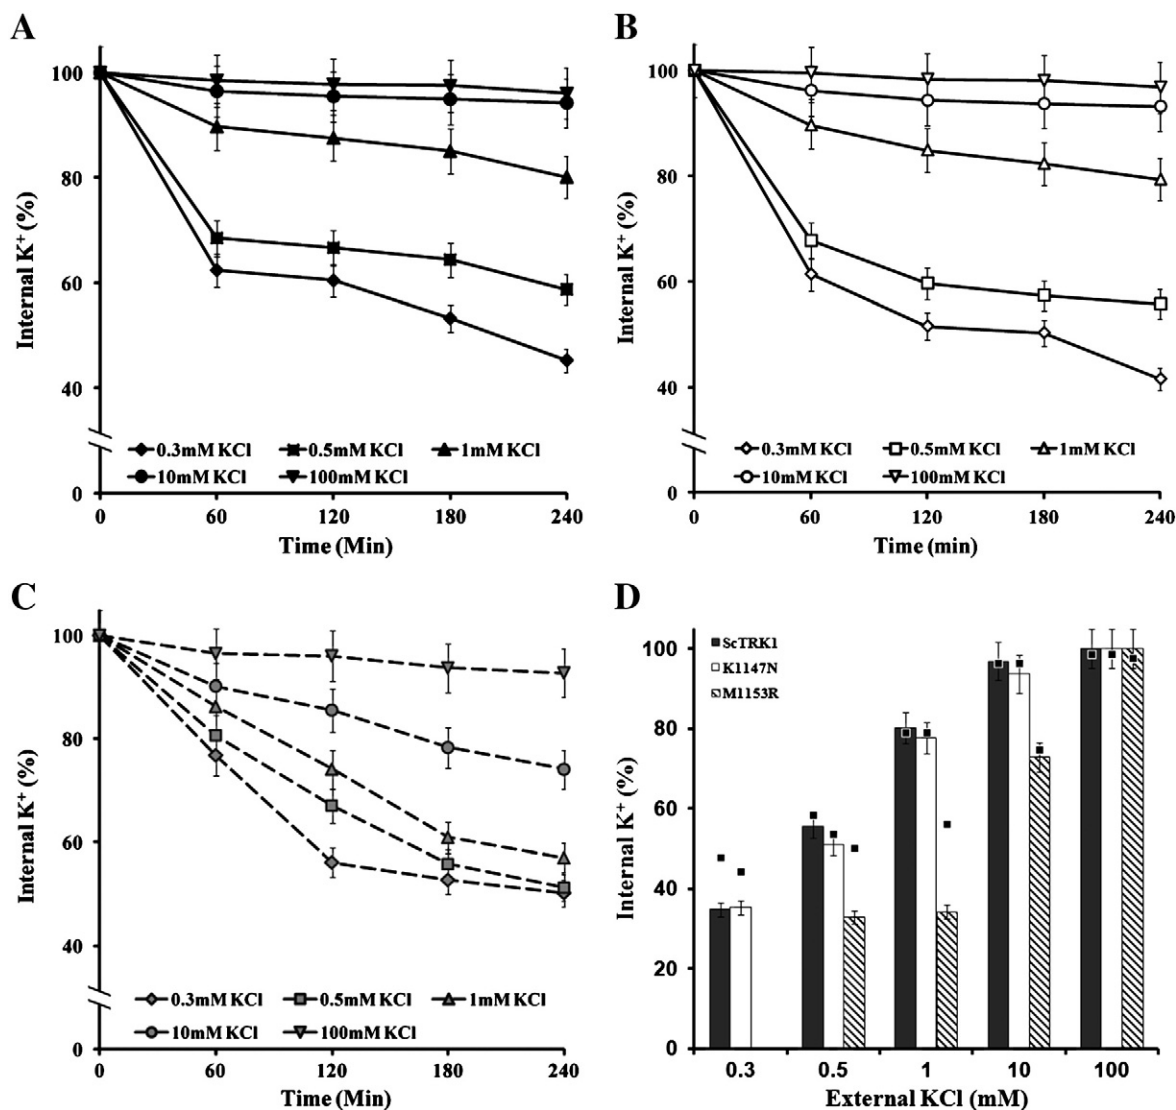 A
Internal K+ (%)
100
80
60
40
0
0.3mM KCl 0.5mM KCl 1mM KCl
10mM KCl 100mM KCl
0 60 120 180 240
Time (Min)
B
Internal K+ (%)
100
80
60
40
0
0.3mM KCl 0.5mM KCl 1mM KCl
10mM KCl 100mM KCl
0 60 120 180 240
Time (min)
C
Internal K+ (%)
100
80
60
40
0
0.3mM KCl 0.5mM KCl 1mM KCl
10mM KCl 100mM KCl
0 60 120 180 240
Time (Min)
D
Internal K+ (%)
100
80
60
40
20
0
ScTRK1
K1147N
M1153R
0.3 0.5 1 10 100
External KCl (mM)